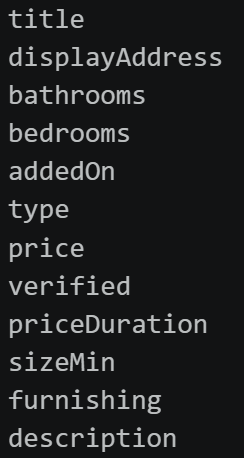 title
displayAddress
bathrooms
bedrooms
addedOn
type
price
verified
priceDuration
sizeMin
furnishing
description